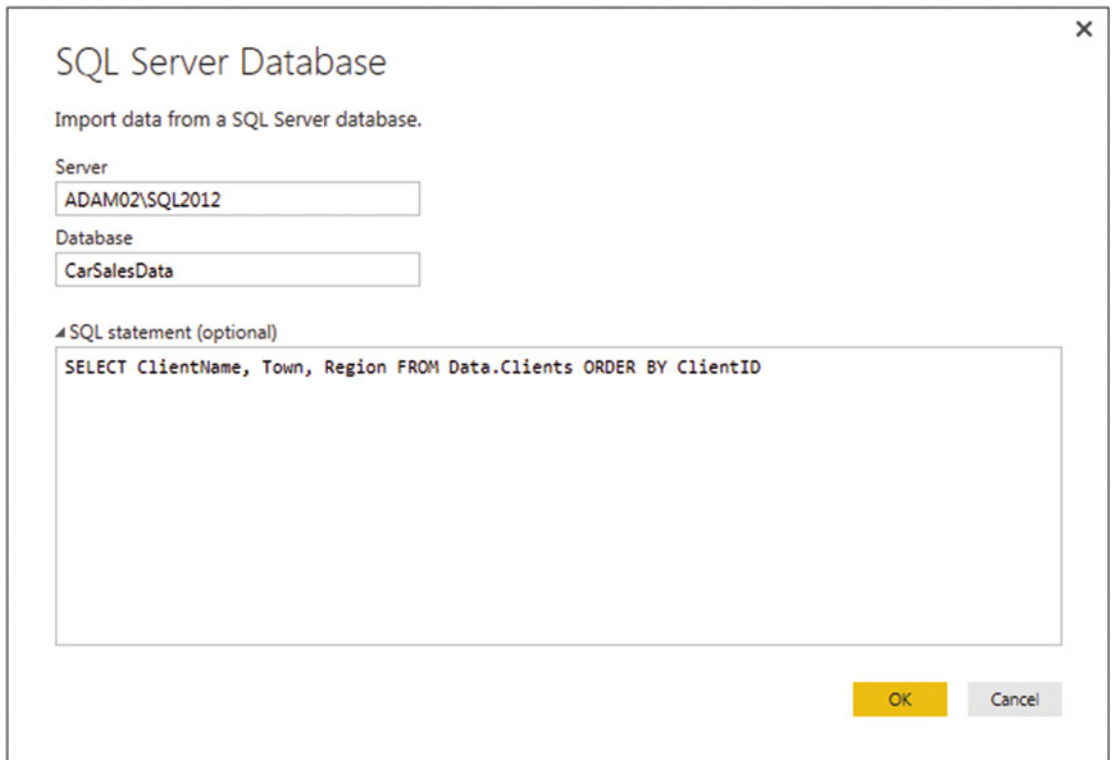 SQL Server Database
Import data from a SQL Server database.
Server
ADAM02\SQL2012
Database
CarSalesData
SQL statement (optional)
SELECT ClientName, Town, Region FROM Data.Clients ORDER BY ClientID
OK
Cancel